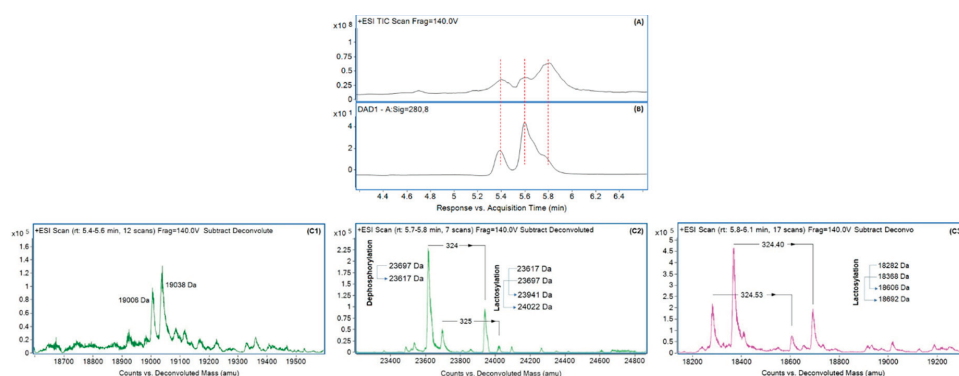 +ESI TIC Scan Frag=140.0V (A)
x10 8
1
0.75
0.5
0.25
0
DAD1 - A:Sig=280,8 (B)
x10 1
4
2
0
4.4 4.6 4.8 5 5.2 5.4 5.6 5.8 6 6.2 6.4
Response vs. Acquisition Time (min)
+ESI Scan (rt: 5.4-5.6 min, 12 scans) Frag=140.0V Subtract Deconvolute (C1)
x10 5
2
1.8
1.6
1.4
1.2
1
0.8
0.6
0.4
0.2
0
19006 Da
19038 Da
18700 18800 18900 19000 19100 19200 19300 19400 19500
Counts vs. Deconvoluted Mass (amu)
+ESI Scan (rt: 5.7-5.8 min, 7 scans) Frag=140.0V Subtract Deconvoluted (C2)
x10 5
2.25
2
1.75
1.5
1.25
1
0.75
0.5
0.25
0
Dephosphorylation
23697 Da
23617 Da
324
325
Lactosylation
23617 Da
23697 Da
23941 Da
24022 Da
23600 24000 24400 24800
Counts vs. Deconvoluted Mass (amu)
+ESI Scan (rt: 5.8-6.1 min, 17 scans) Frag=140.0V Subtract Deconvo (C3
x10 5
5
4.5
4
3.5
3
2.5
2
1.5
1
0.5
0
324.40
324.53
Lactosylation
18282 Da
18368 Da
18606 Da
18692 Da
18200 18400 18600 18800 19000 19200
Counts vs. Deconvoluted Mass (amu)